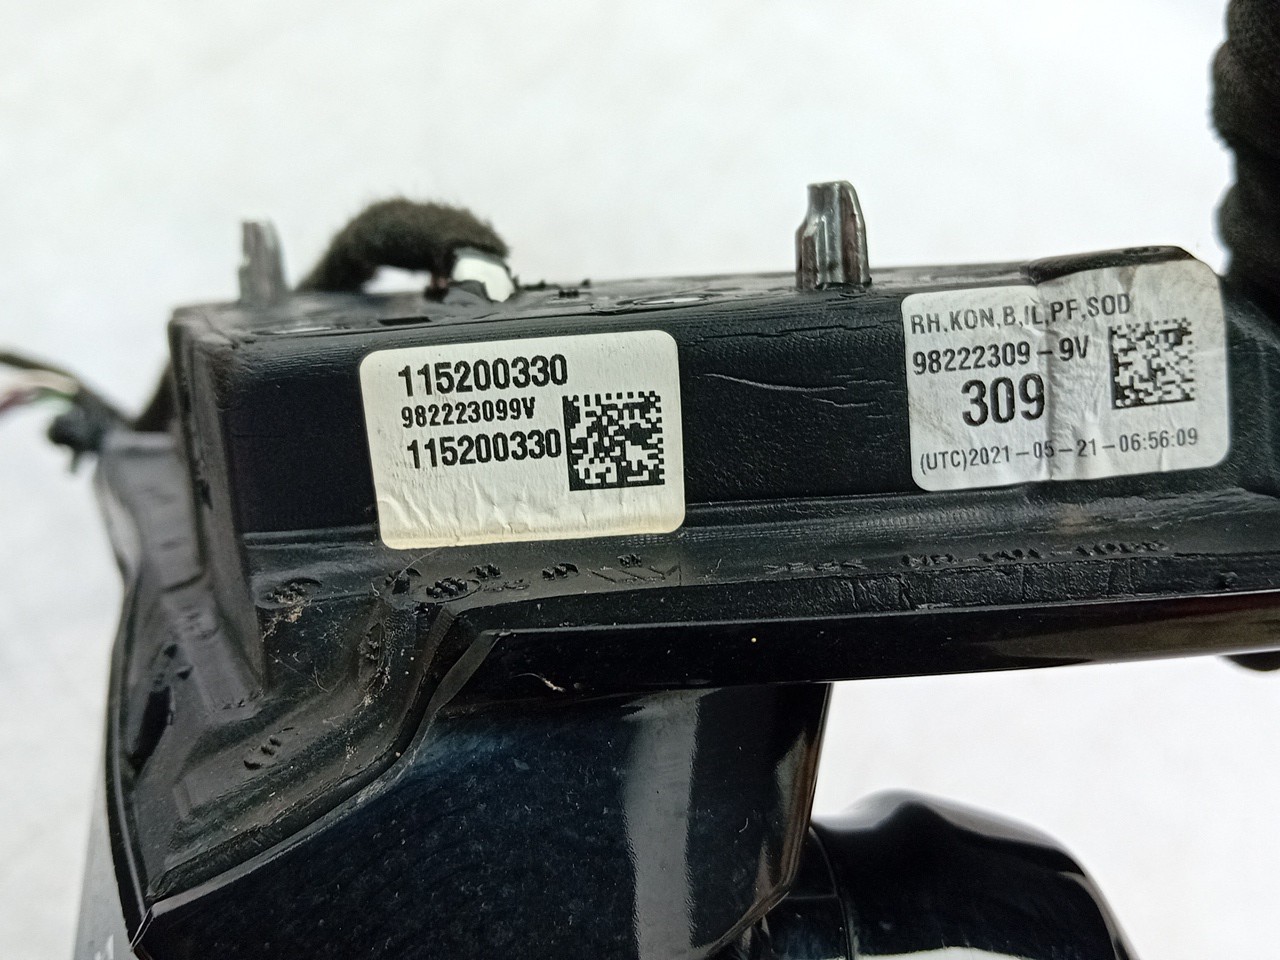 115200330
982223099V
115200330
RH,KON,B,IL,PF,SOD
98222309-9V
309
(UTC)2021-05-21-06:56:09